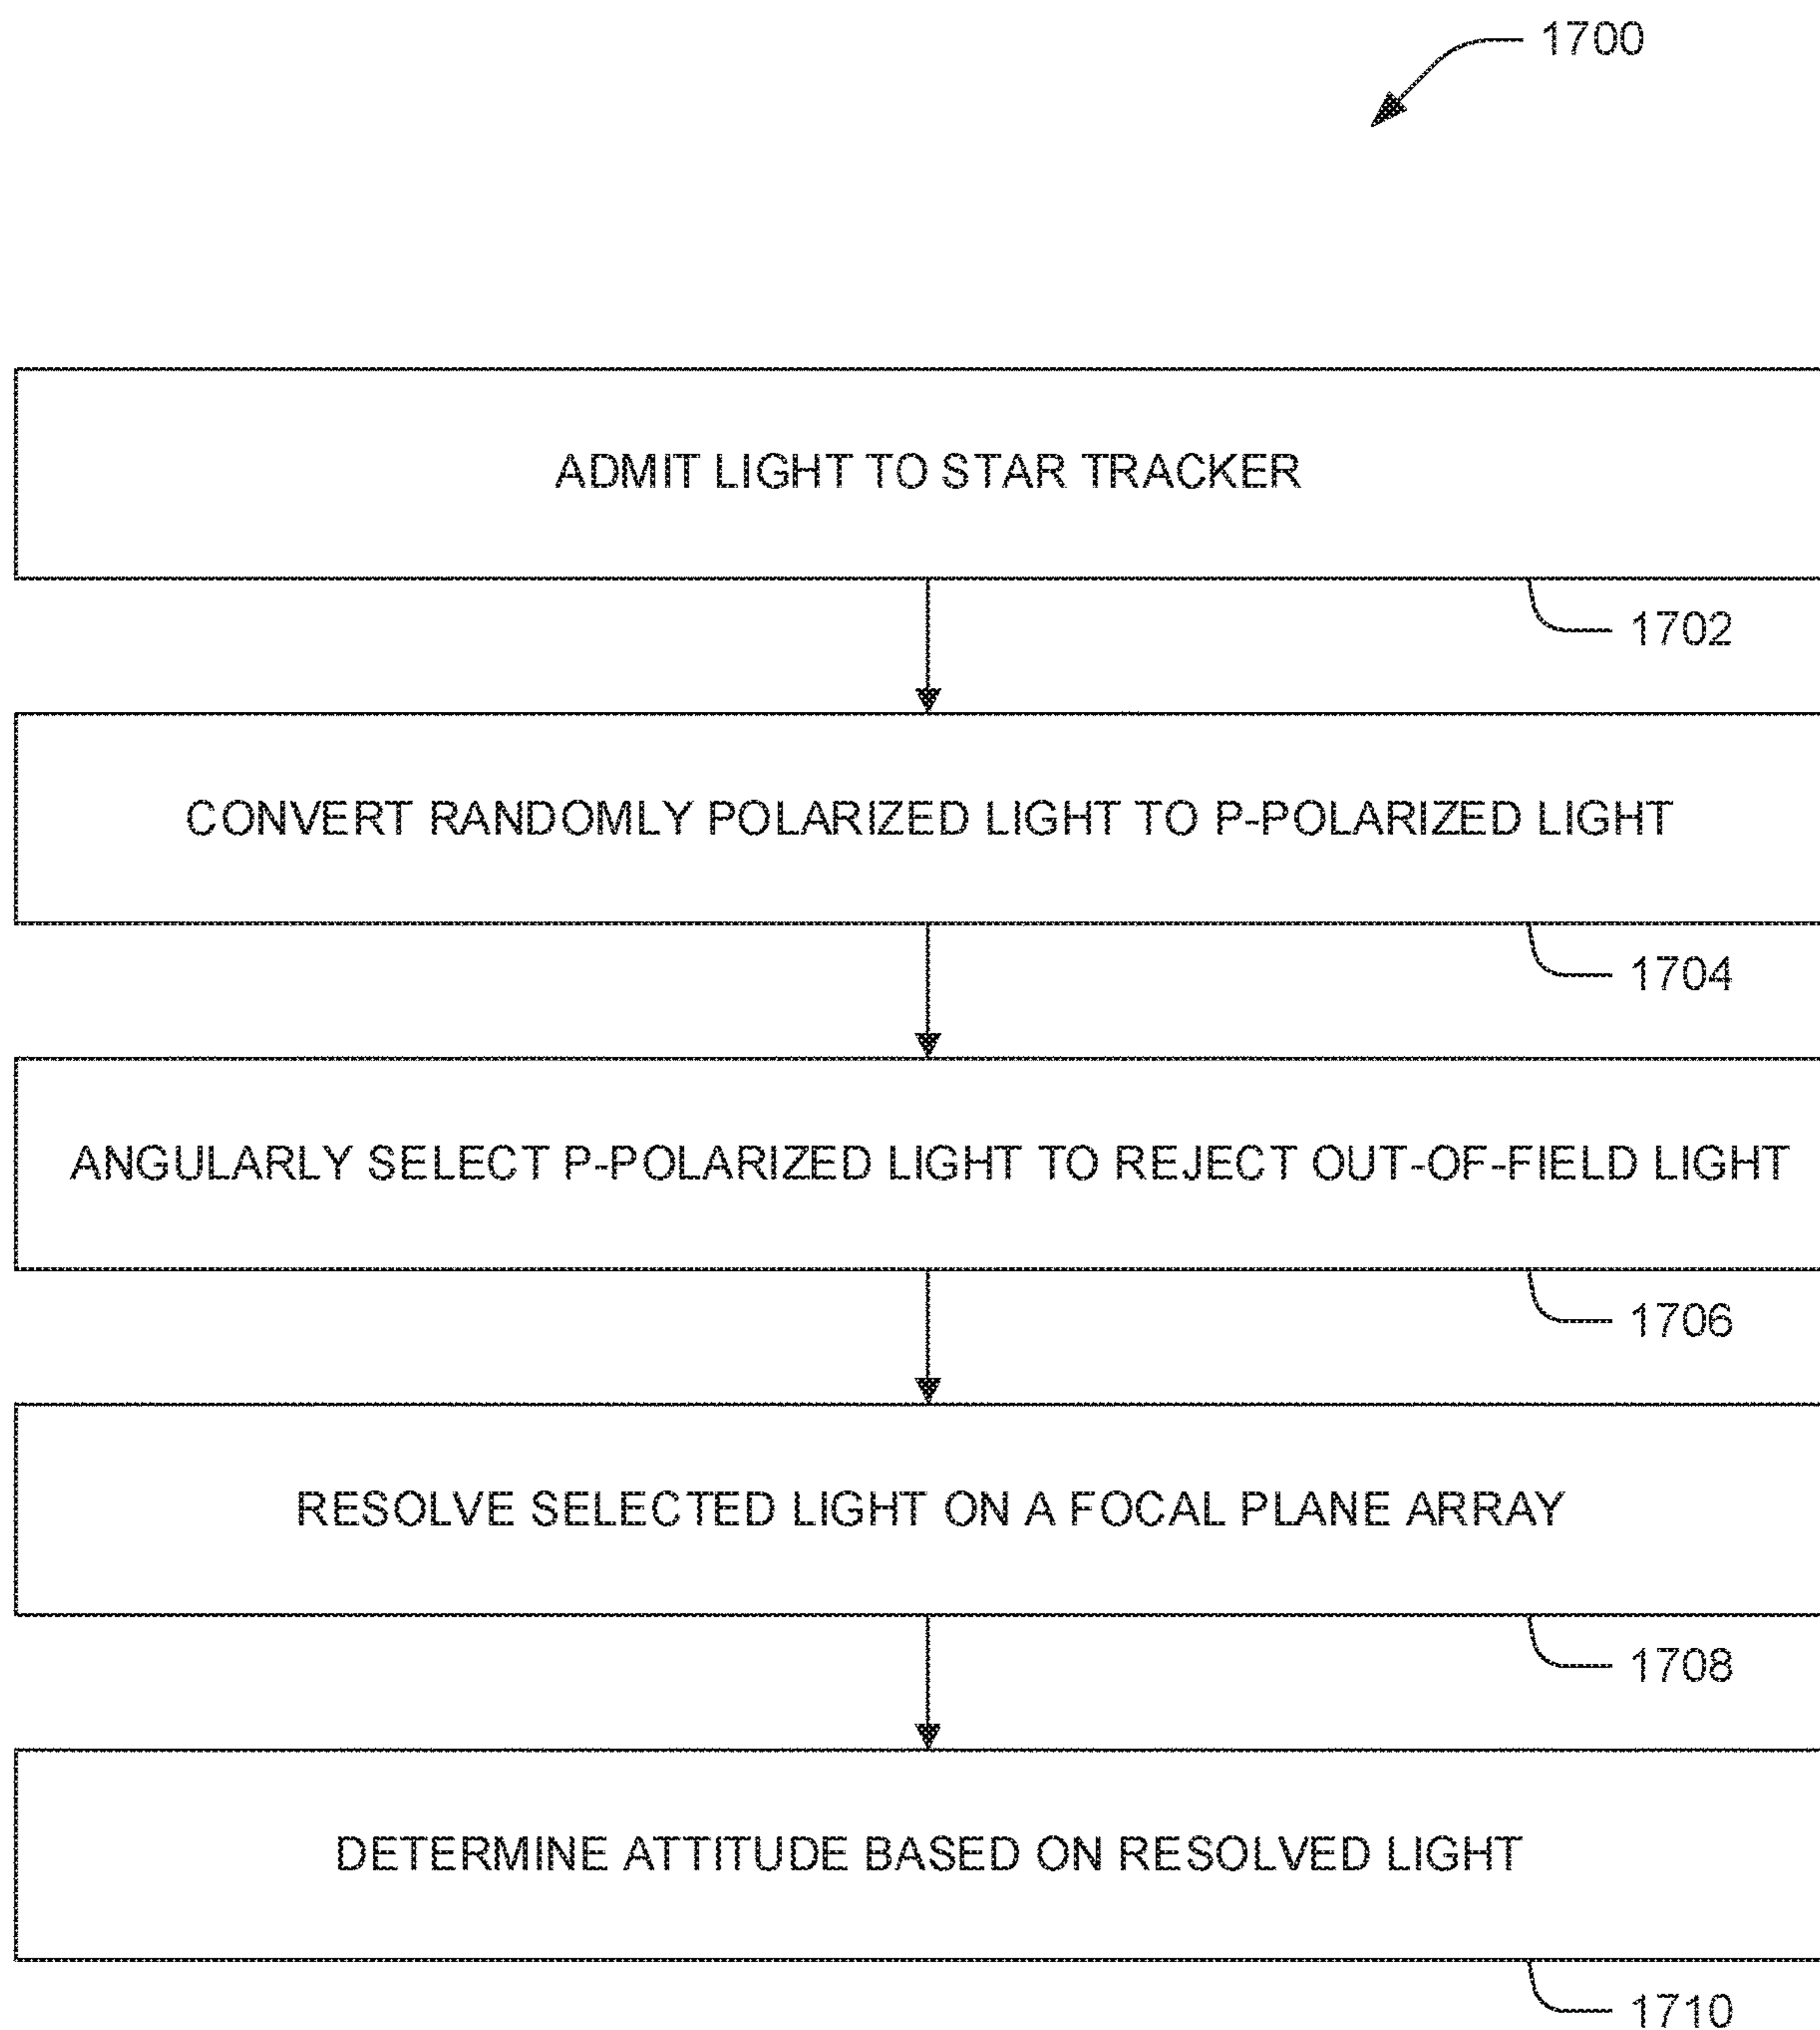 1700
ADMIT LIGHT TO STAR TRACKER
1702
CONVERT RANDOMLY POLARIZED LIGHT TO P-POLARIZED LIGHT
1704
ANGULARLY SELECT P-POLARIZED LIGHT TO REJECT OUT-OF-FIELD LIGHT
1706
RESOLVE SELECTED LIGHT ON A FOCAL PLANE ARRAY
1708
DETERMINE ATTITUDE BASED ON RESOLVED LIGHT
1710